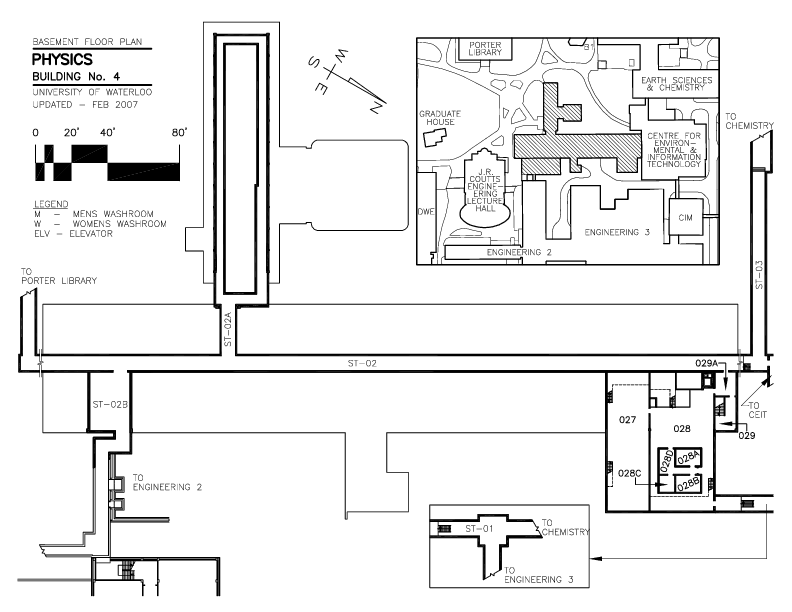 BASEMENT FLOOR PLAN
PHYSICS
BUILDING No. 4
UNIVERSITY OF WATERLOO
UPDATED – FEB 2007
0 20' 40' 80'
LEGEND
M – MENS WASHROOM
W – WOMENS WASHROOM
ELV – ELEVATOR
W
S
E
N
PORTER
LIBRARY
B1
EARTH SCIENCES
& CHEMISTRY
GRADUATE
HOUSE
CENTRE FOR
ENVIRON-
MENTAL &
INFORMATION
TECHNOLOGY
J.R.
COUTTS
ENGINE-
ERING
LECTURE
HALL
DWE
CIM
ENGINEERING 3
ENGINEERING 2
TO
CHEMISTRY
ST-03
TO
PORTER LIBRARY
ST-02A
ST-02
029A
ST-02B
TO
CEIT
027
028
029
028A
028D
028C
028B
TO
ENGINEERING 2
ST-01
TO
CHEMISTRY
TO
ENGINEERING 3